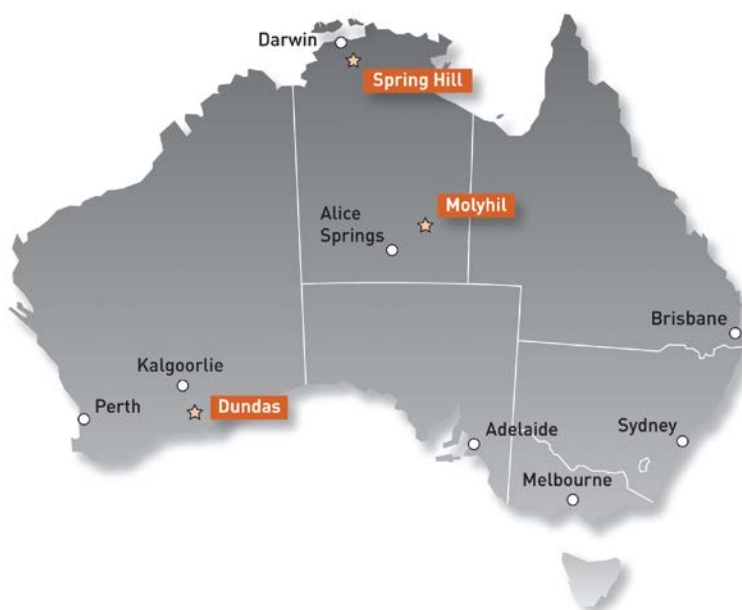 Darwin
Spring Hill
Molyhil
Alice
Springs
Brisbane
Kalgoorlie
Perth
Dundas
Adelaide
Sydney
Melbourne